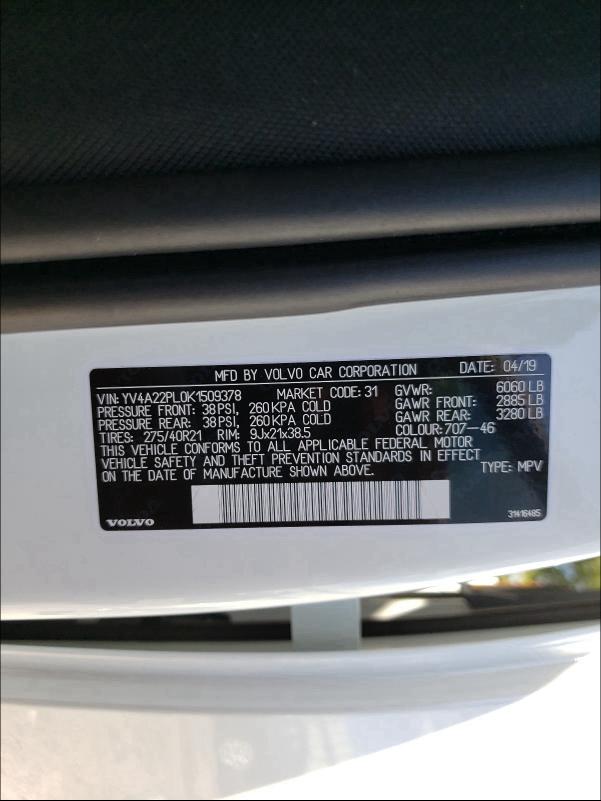 MFD BY VOLVO CAR CORPORATION DATE: 04/19
VIN: YV4A22PL0K1509378 MARKET CODE: 31 GVWR: 6060 LB
PRESSURE FRONT: 38 PSI, 260 KPA COLD GAWR FRONT: 2885 LB
PRESSURE REAR: 38 PSI, 260 KPA COLD GAWR REAR: 3280 LB
TIRES: 275/40R21 RIM: 9Jx21x38.5 COLOUR: 707-46
THIS VEHICLE CONFORMS TO ALL APPLICABLE FEDERAL MOTOR
VEHICLE SAFETY AND THEFT PREVENTION STANDARDS IN EFFECT
ON THE DATE OF MANUFACTURE SHOWN ABOVE. TYPE: MPV
VOLVO 31416485